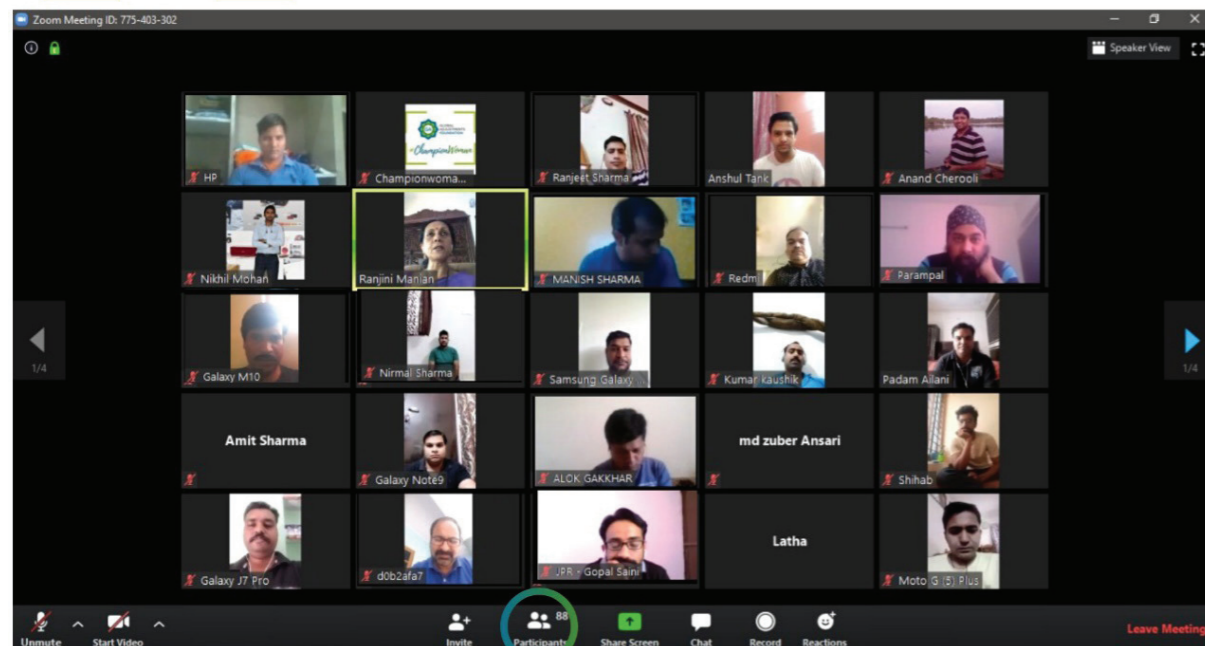 Zoom Meeting ID: 775-403-302
Speaker View
HP
Championwoma...
Ranjeet Sharma
Anshul Tank
Anand Cherooli
#ChampionWoman
Nikhil Mohan
Ranjini Manian
MANISH SHARMA
Redmi
Parampal
Galaxy M10
Nirmal Sharma
Samsung Galaxy
Kumar kaushik
Padam Ailani
1/4
1/4
Amit Sharma
Galaxy Note9
ALOK GAKKHAR
md zuber Ansari
Shihab
Galaxy J7 Pro
d0b2afa7
JPR - Gopal Saini
Latha
Moto G (5) Plus
88
Unmute
Start Video
Invite
Participants
Share Screen
Chat
Record
Reactions
Leave Meeting